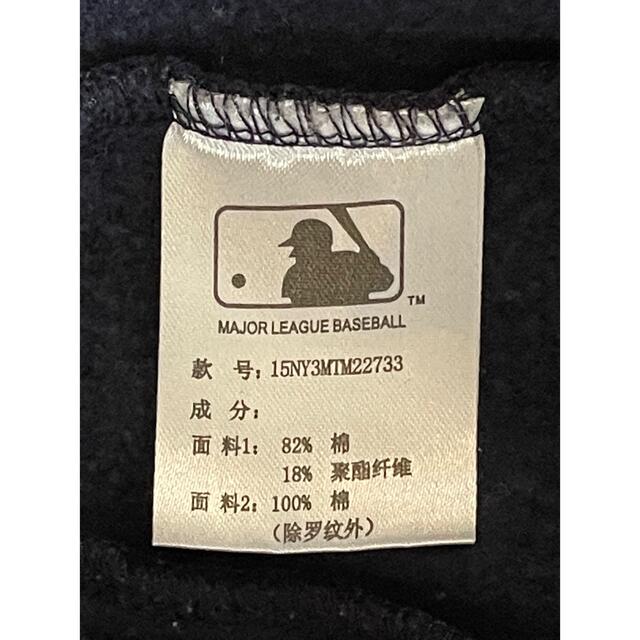 TM
MAJOR LEAGUE BASEBALL
款 号: 15NY3MTM22733
成 分:
面 料1: 82% 棉
18% 聚酯纤维
面 料2: 100% 棉
(除罗纹外)